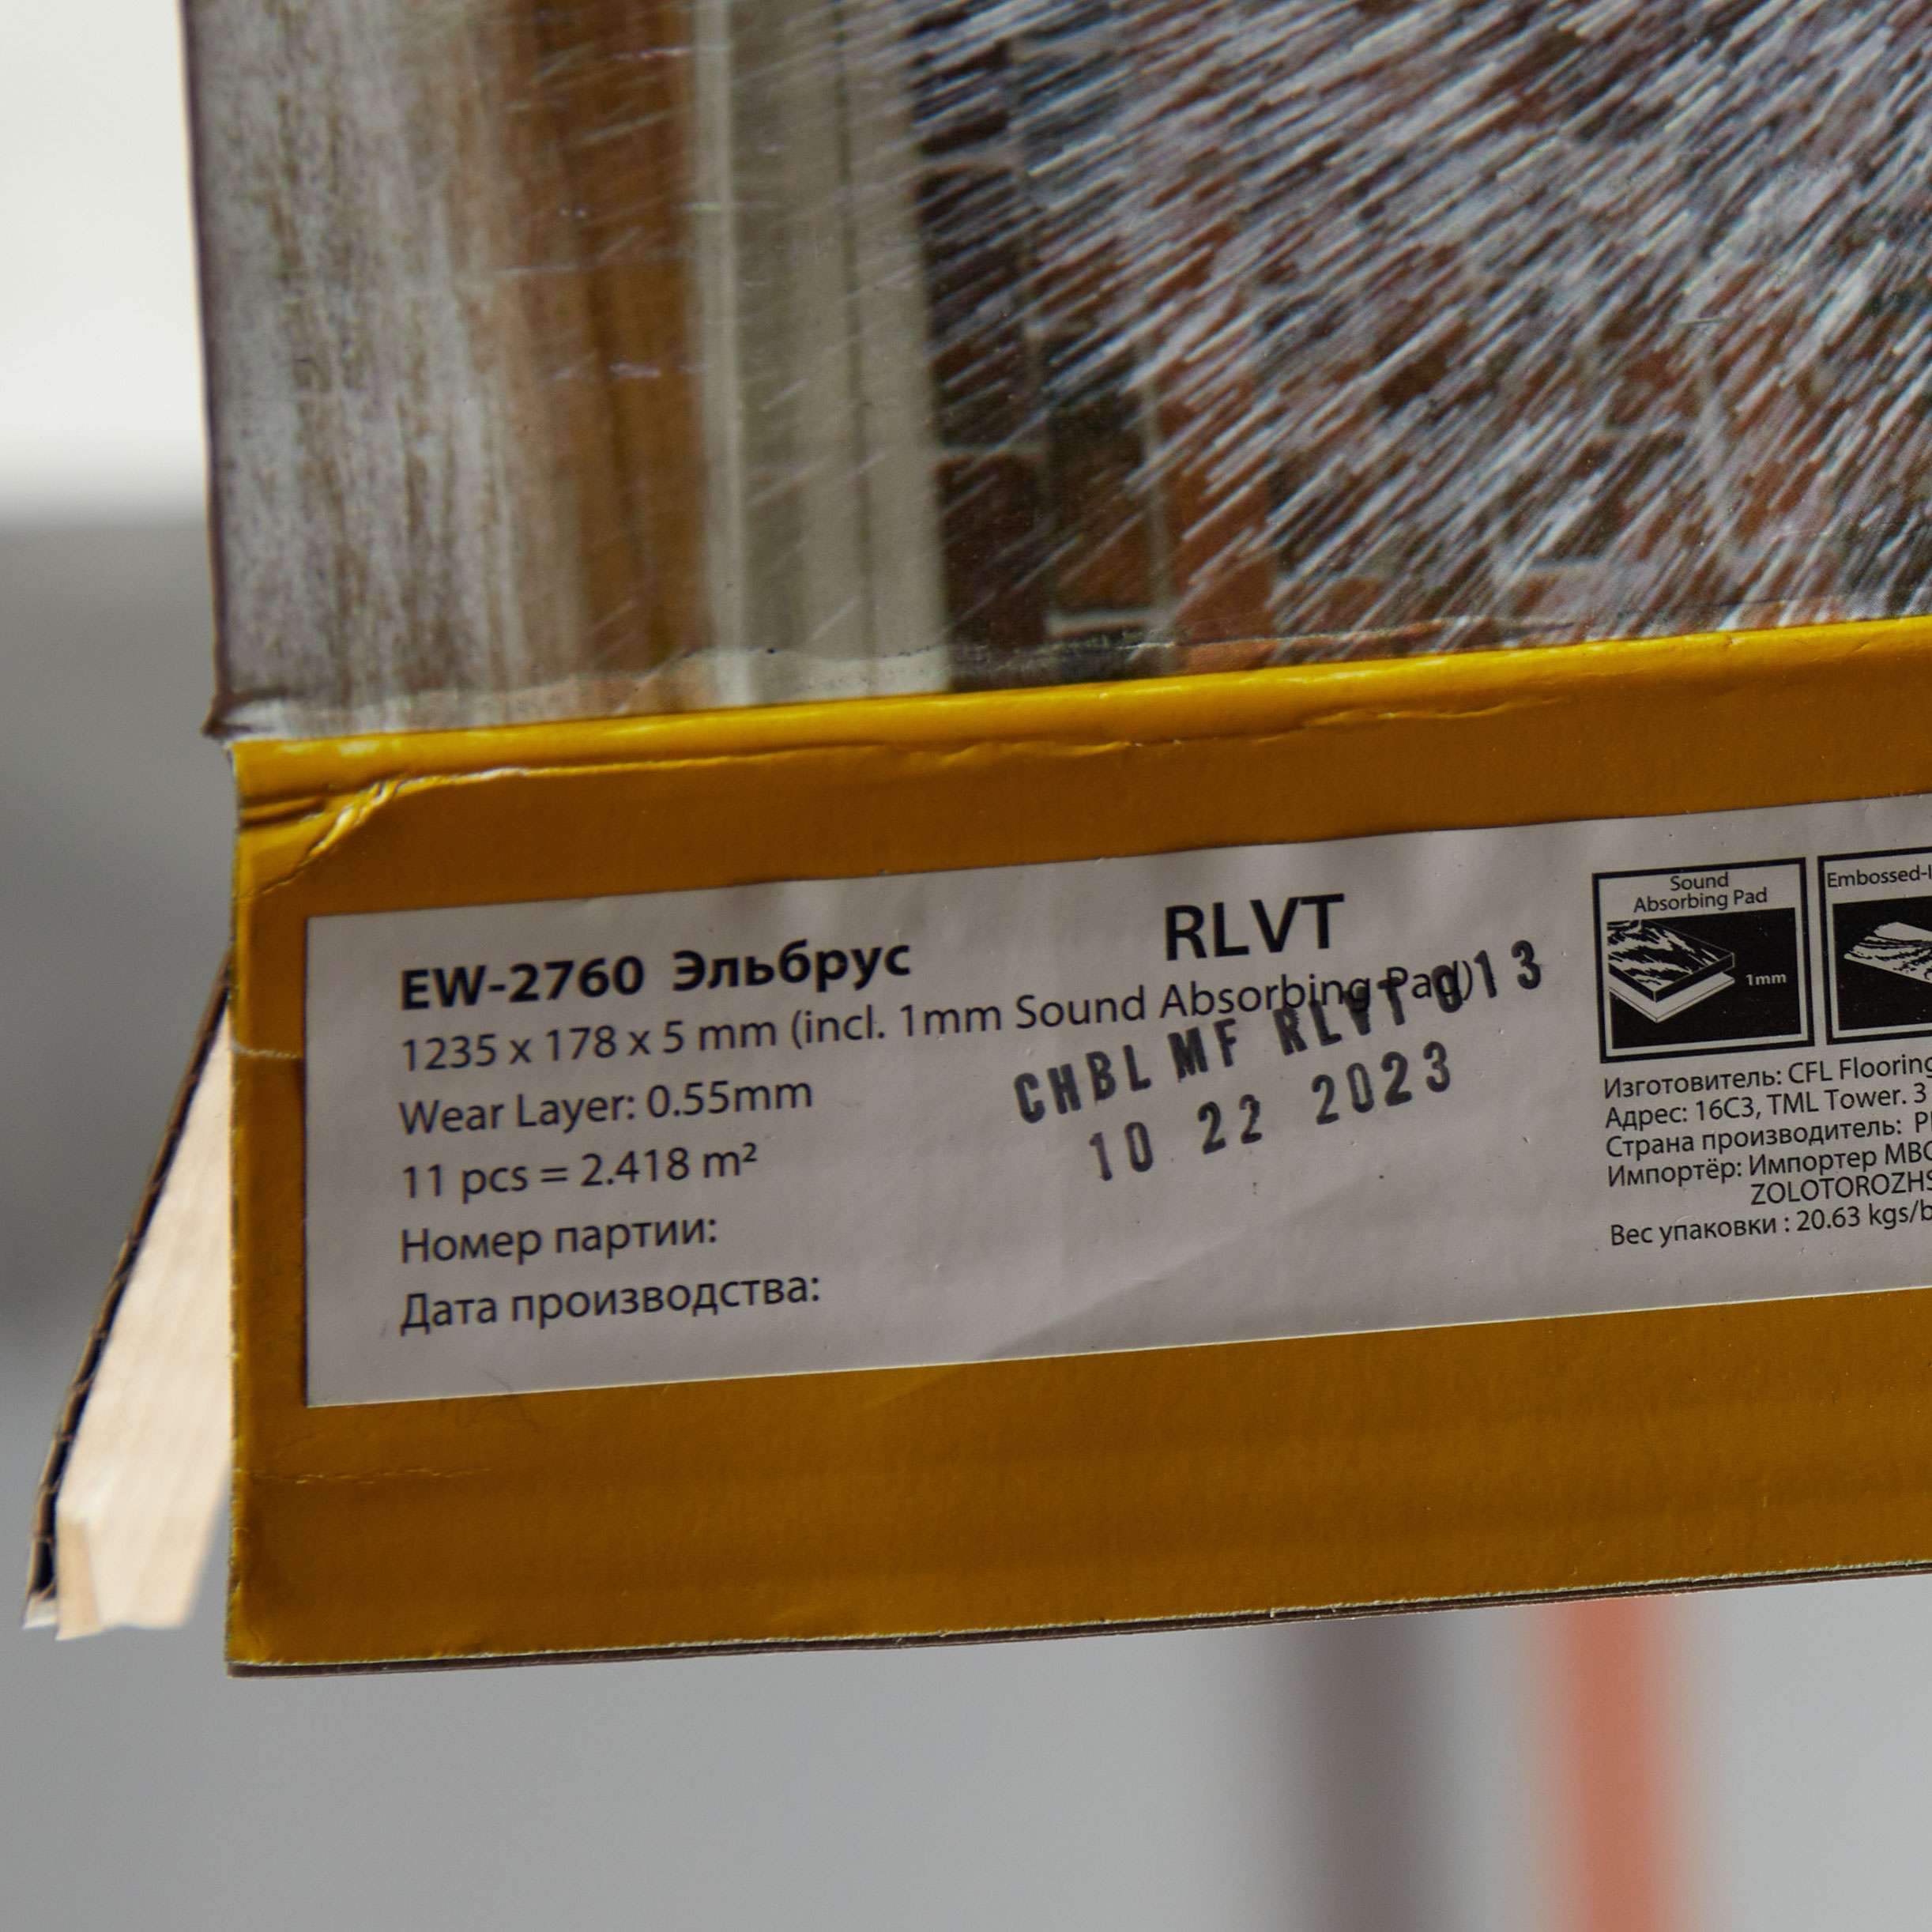 RLVT
EW-2760 Эльбрус
1235 x 178 x 5 mm (incl. 1mm Sound Absorbing Pad)
Wear Layer: 0.55mm
11 pcs = 2.418 m²
Номер партии:
Дата производства:
CHBL MF RLVT 013
10 22 2023
Sound
Absorbing Pad
1mm
Embossed-I
Изготовитель: CFL Flooring
Адрес: 16C3, TML Tower. 3
Страна производитель:
Импортёр: Импортер MBC
ZOLOTOROZHS
Вес упаковки : 20.63 kgs/b